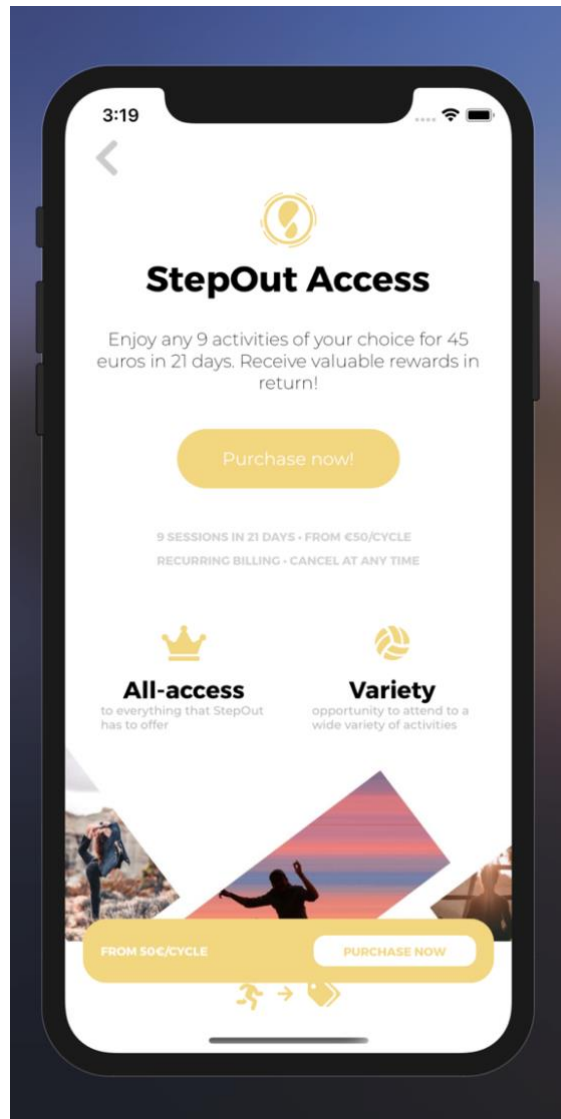 3:19
StepOut Access
Enjoy any 9 activities of your choice for 45
euros in 21 days. Receive valuable rewards in
return!
Purchase now!
9 SESSIONS IN 21 DAYS • FROM €50/CYCLE
RECURRING BILLING • CANCEL AT ANY TIME
All-access
to everything that StepOut
has to offer
Variety
opportunity to attend to a
wide variety of activities
FROM 50€/CYCLE
PURCHASE NOW